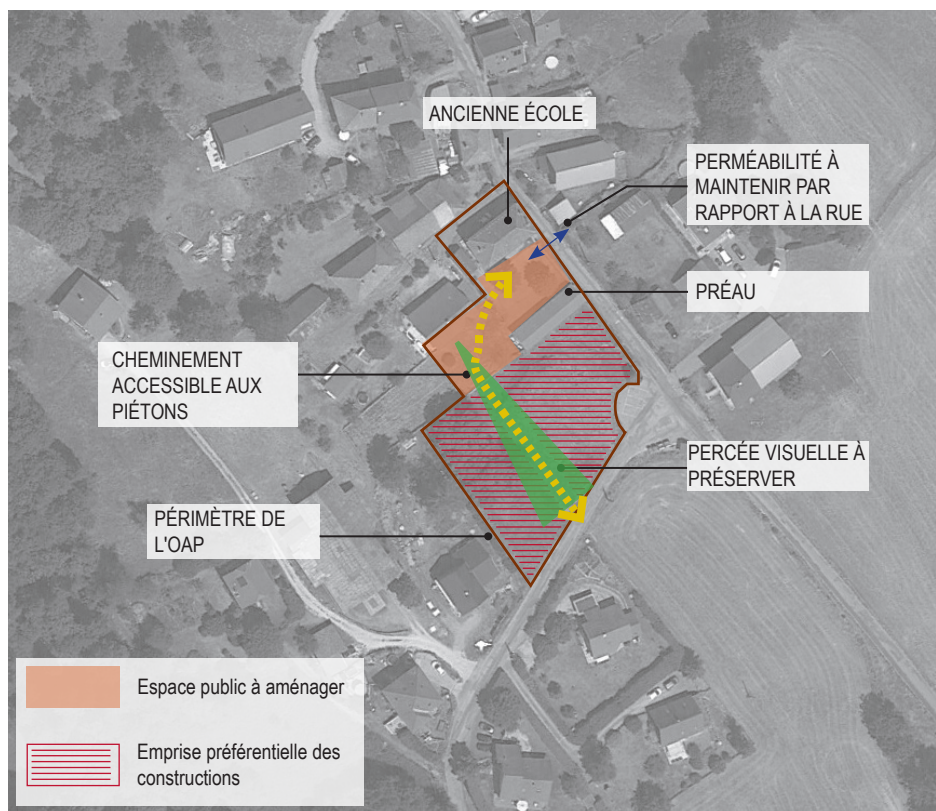 ANCIENNE ÉCOLE
PERMÉABILITÉ À
MAINTENIR PAR
RAPPORT À LA RUE
PRÉAU
CHEMINEMENT
ACCESSIBLE AUX
PIÉTONS
PERCÉE VISUELLE À
PRÉSERVER
PÉRIMÈTRE DE
L'OAP
Espace public à aménager
Emprise préférentielle des
constructions